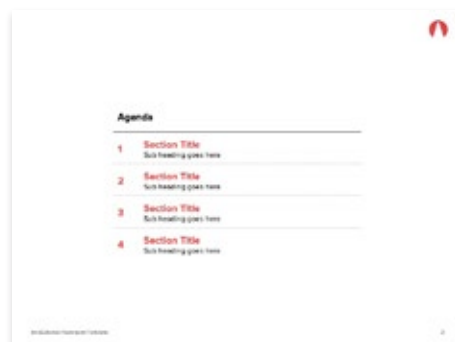 Agenda
1 Section Title
Sub heading goes here
2 Section Title
Sub heading goes here
3 Section Title
Sub heading goes here
4 Section Title
Sub heading goes here